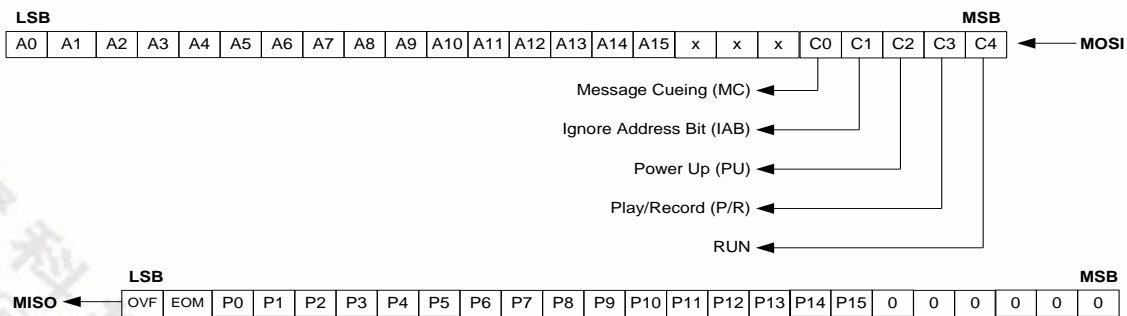 LSB MSB
A0 A1 A2 A3 A4 A5 A6 A7 A8 A9 A10 A11 A12 A13 A14 A15 x x x C0 C1 C2 C3 C4 MOSI
Message Cueing (MC)
Ignore Address Bit (IAB)
Power Up (PU)
Play/Record (P/R)
RUN
LSB MSB
MISO OVF EOM P0 P1 P2 P3 P4 P5 P6 P7 P8 P9 P10 P11 P12 P13 P14 P15 0 0 0 0 0 0
科